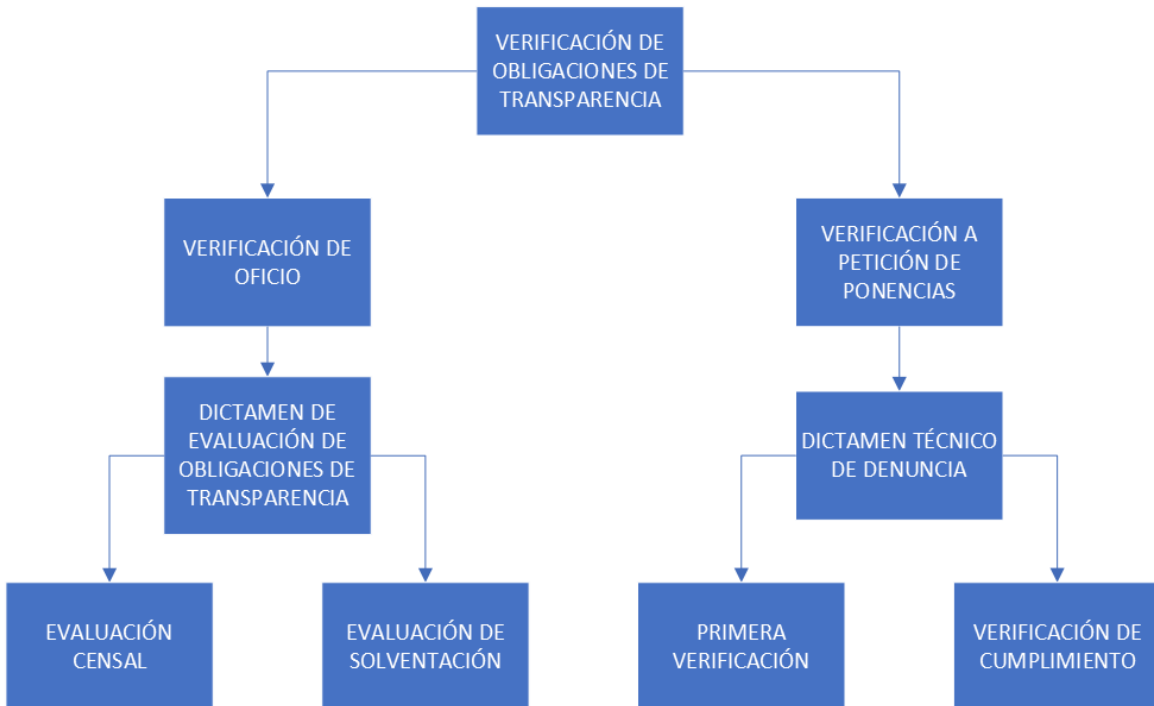 VERIFICACIÓN DE
OBLIGACIONES DE
TRANSPARENCIA
VERIFICACIÓN DE
OFICIO
VERIFICACIÓN A
PETICIÓN DE
PONENCIAS
DICTAMEN DE
EVALUACIÓN DE
OBLIGACIONES DE
TRANSPARENCIA
DICTAMEN TÉCNICO
DE DENUNCIA
EVALUACIÓN
CENSAL
EVALUACIÓN DE
SOLVENTACIÓN
PRIMERA
VERIFICACIÓN
VERIFICACIÓN DE
CUMPLIMIENTO